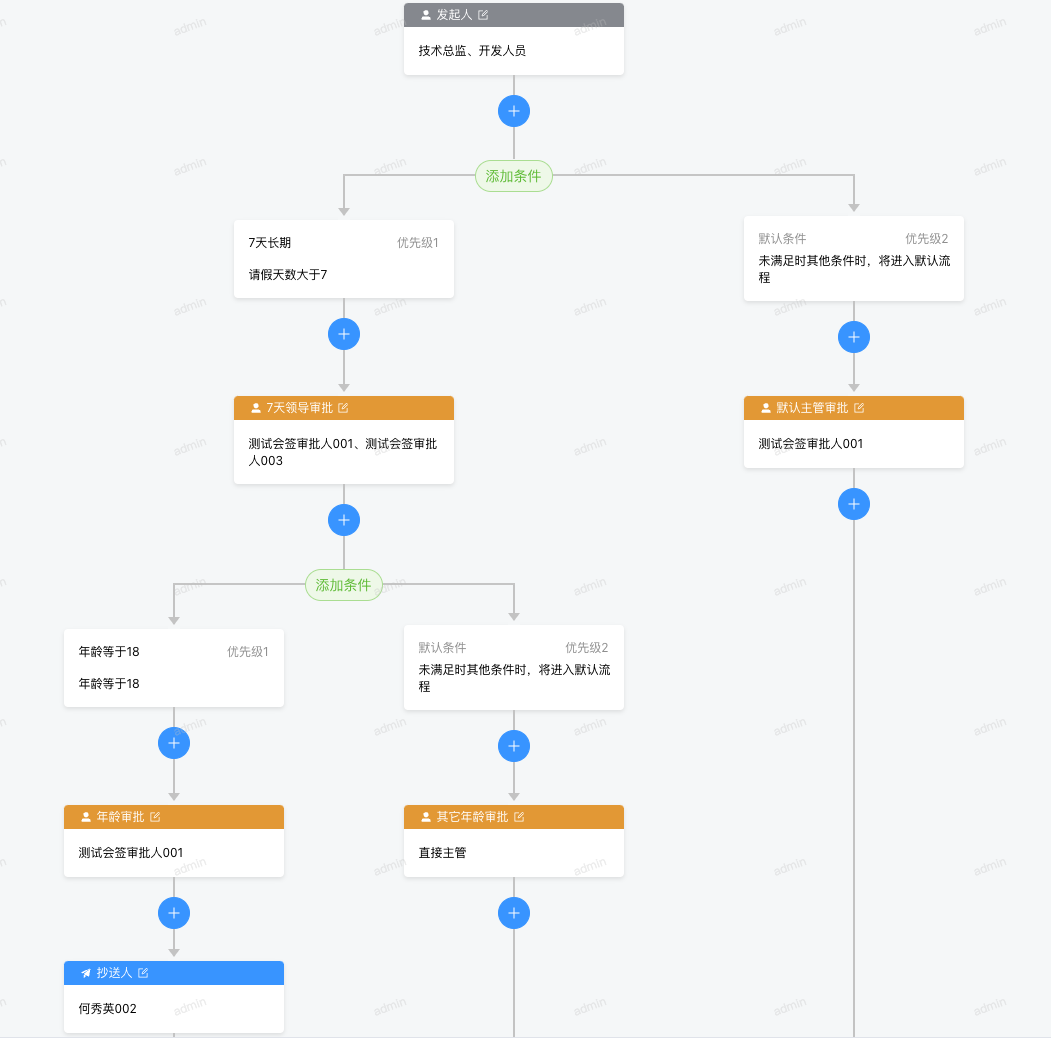 发起人
技术总监、开发人员
添加条件
7天长期 优先级1
请假天数大于7
默认条件 优先级2
未满足时其他条件时，将进入默认流
程
7天领导审批
测试会签审批人001、测试会签审批
人003
默认主管审批
测试会签审批人001
添加条件
年龄等于18 优先级1
年龄等于18
默认条件 优先级2
未满足时其他条件时，将进入默认流
程
年龄审批
测试会签审批人001
其它年龄审批
直接主管
抄送人
何秀英002
admin